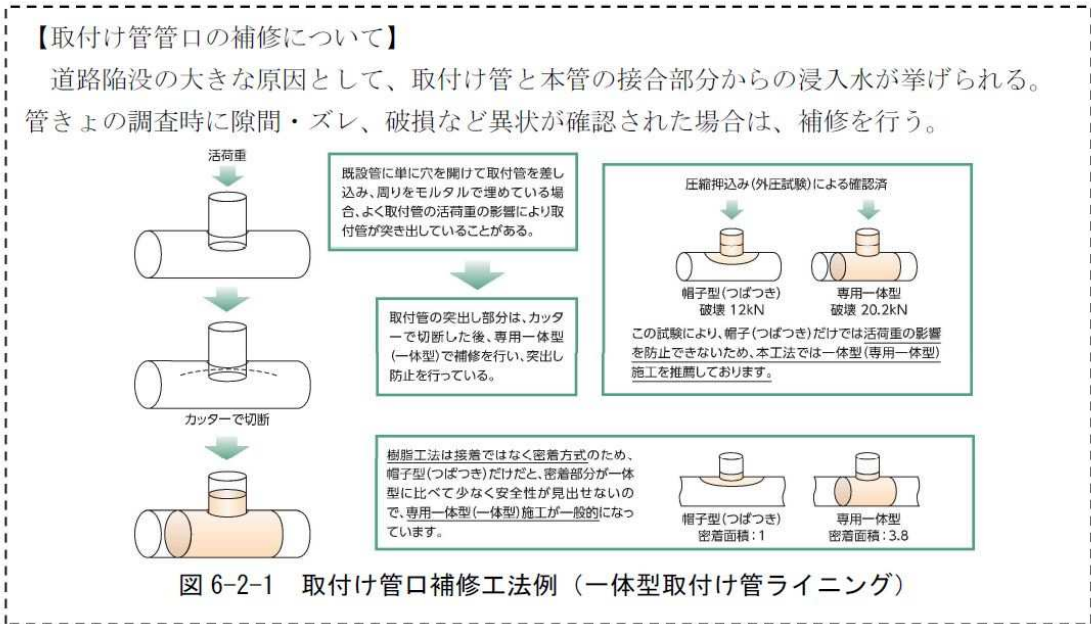 【取付け管管口の補修について】
道路陥没の大きな原因として、取付け管と本管の接合部分からの浸入水が挙げられる。
管きょの調査時に隙間・ズレ、破損など異状が確認された場合は、補修を行う。
活荷重
カッターで切断
既設管に単に穴を開けて取付管を差し
込み、周りをモルタルで埋めている場
合、よく取付管の活荷重の影響により取
付管が突き出していることがある。
取付管の突出し部分は、カッタ
ーで切断した後、専用一体型
(一体型)で補修を行い、突出し
防止を行っている。
圧縮押込み(外圧試験)による確認済
帽子型(つばつき)
破壊 12kN
専用一体型
破壊 20.2kN
この試験により、帽子(つばつき)だけでは活荷重の影響
を防止できないため、本工法では一体型(専用一体型)
施工を推薦しております。
樹脂工法は接着ではなく密着方式のため、
帽子型(つばつき)だけだと、密着部分が一体
型に比べて少なく安全性が見出せないの
で、専用一体型(一体型)施工が一般的になっ
ています。
帽子型(つばつき)
密着面積:1
専用一体型
密着面積:3.8
図 6-2-1 取付け管口補修工法例（一体型取付け管ライニング）